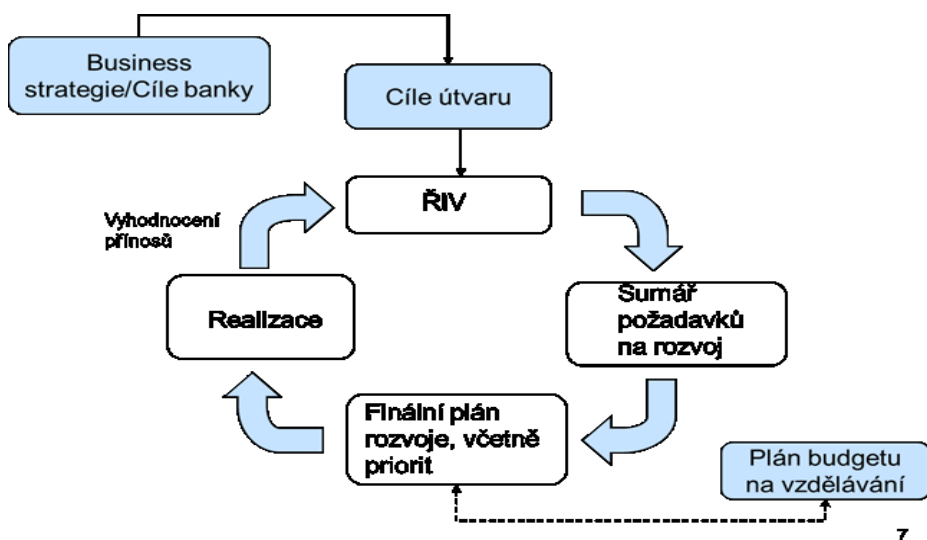 Business
strategie/Cíle banky
Cíle útvaru
ŘIV
Vyhodnocení
přínosů
Realizace
Sumář
požadavků
na rozvoj
Finální plán
rozvoje, včetně
priorit
Plán budgetu
na vzdělávání
7